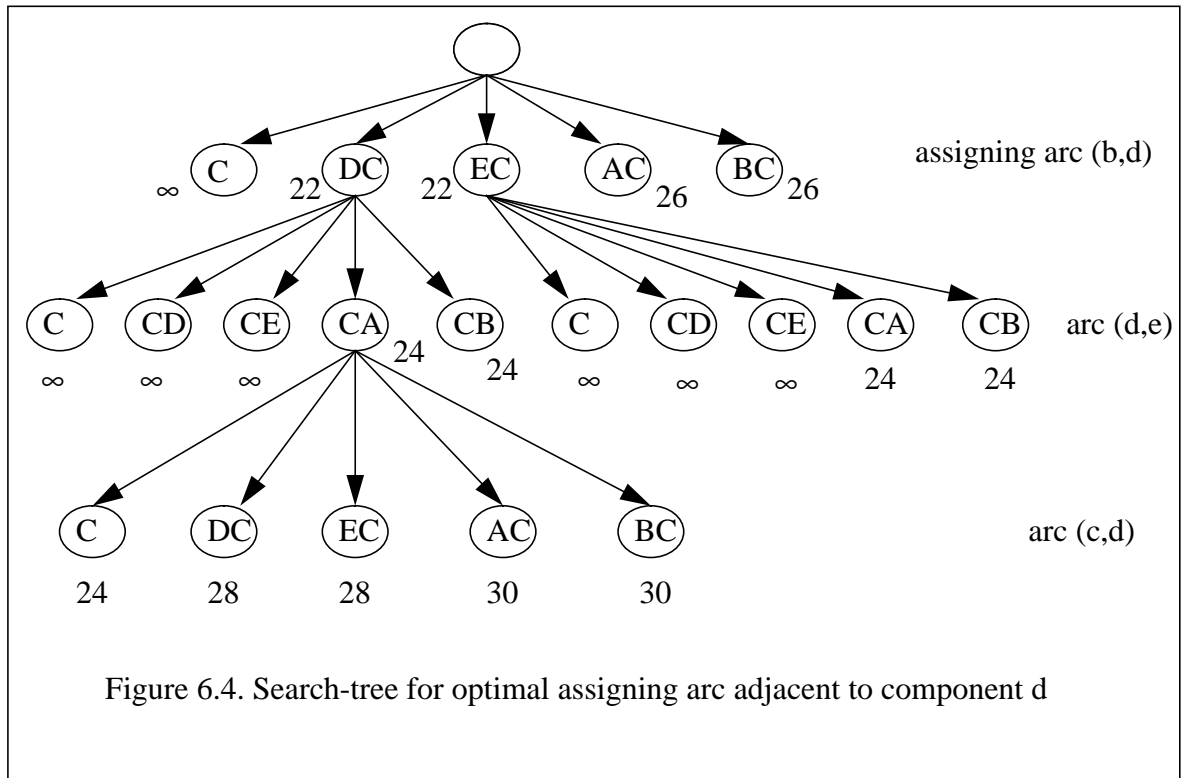 C DC EC AC BC assigning arc (b,d)
∞ 22 22 26 26
C CD CE CA CB C CD CE CA CB arc (d,e)
∞ ∞ ∞ 24 24 ∞ ∞ ∞ 24 24
C DC EC AC BC arc (c,d)
24 28 28 30 30
Figure 6.4. Search-tree for optimal assigning arc adjacent to component d